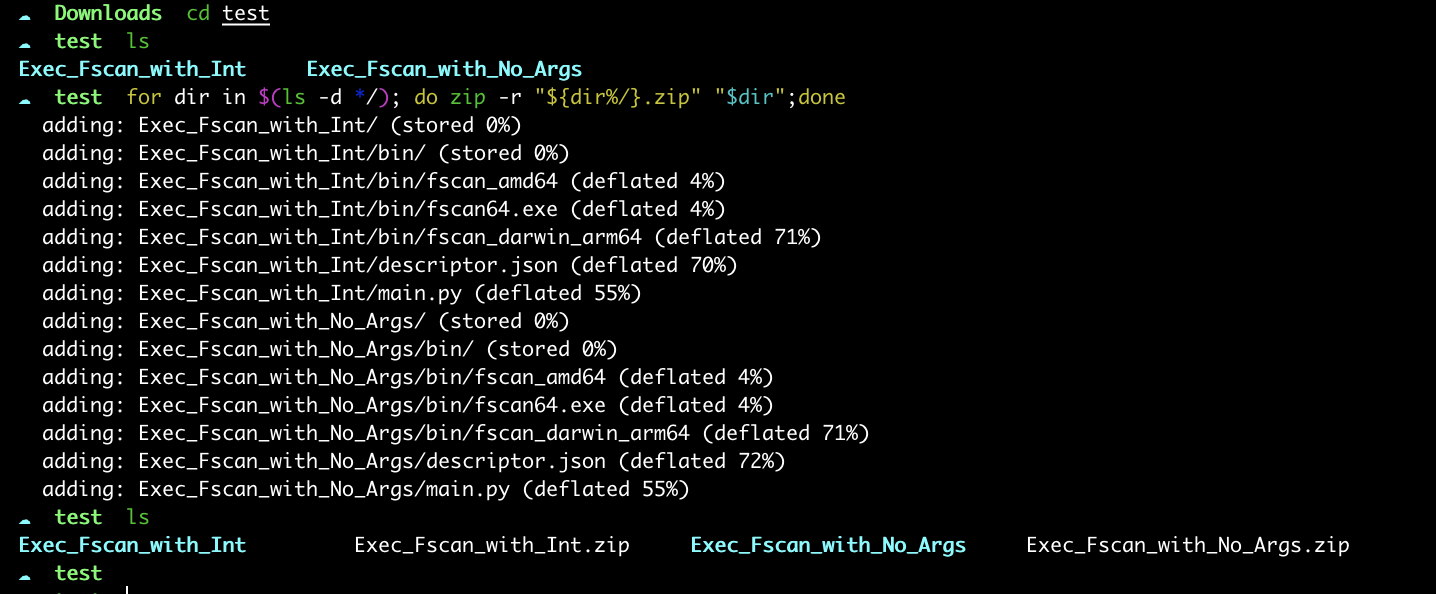 Downloads cd test
test ls
Exec_Fscan_with_Int Exec_Fscan_with_No_Args
test for dir in $(ls -d */); do zip -r "${dir%/}.zip" "$dir";done
adding: Exec_Fscan_with_Int/ (stored 0%)
adding: Exec_Fscan_with_Int/bin/ (stored 0%)
adding: Exec_Fscan_with_Int/bin/fscan_amd64 (deflated 4%)
adding: Exec_Fscan_with_Int/bin/fscan64.exe (deflated 4%)
adding: Exec_Fscan_with_Int/bin/fscan_darwin_arm64 (deflated 71%)
adding: Exec_Fscan_with_Int/descriptor.json (deflated 70%)
adding: Exec_Fscan_with_Int/main.py (deflated 55%)
adding: Exec_Fscan_with_No_Args/ (stored 0%)
adding: Exec_Fscan_with_No_Args/bin/ (stored 0%)
adding: Exec_Fscan_with_No_Args/bin/fscan_amd64 (deflated 4%)
adding: Exec_Fscan_with_No_Args/bin/fscan64.exe (deflated 4%)
adding: Exec_Fscan_with_No_Args/bin/fscan_darwin_arm64 (deflated 71%)
adding: Exec_Fscan_with_No_Args/descriptor.json (deflated 72%)
adding: Exec_Fscan_with_No_Args/main.py (deflated 55%)
test ls
Exec_Fscan_with_Int Exec_Fscan_with_Int.zip Exec_Fscan_with_No_Args Exec_Fscan_with_No_Args.zip
test